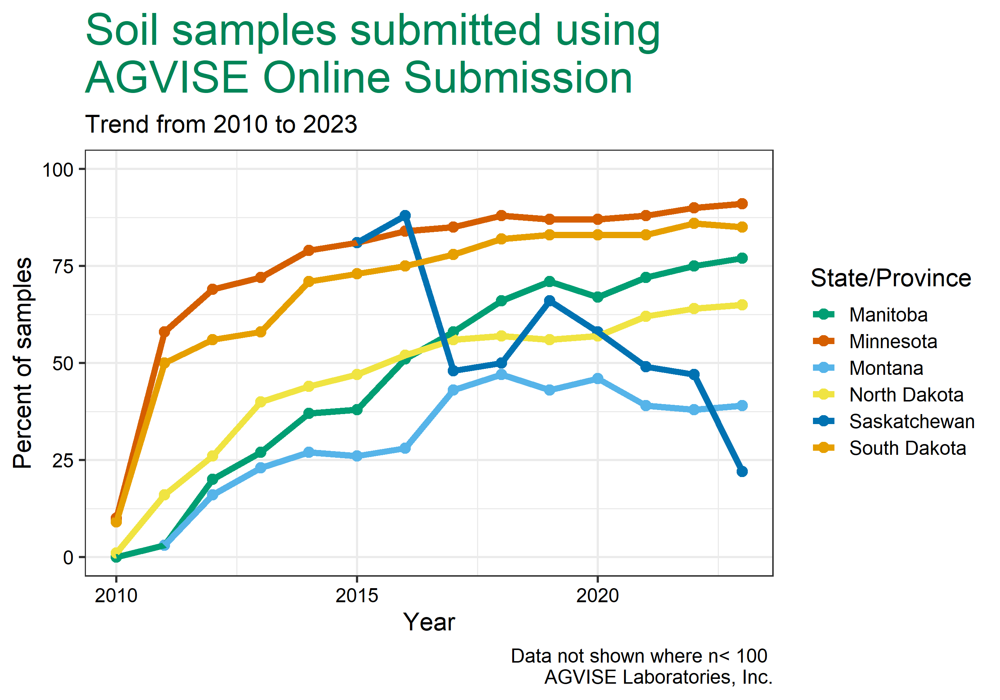 Soil samples submitted using
AGVISE Online Submission
Trend from 2010 to 2023
Percent of samples
100
75
50
25
0
2010
2015
2020
Year
State/Province
Manitoba
Minnesota
Montana
North Dakota
Saskatchewan
South Dakota
Data not shown where n< 100
AGVISE Laboratories, Inc.